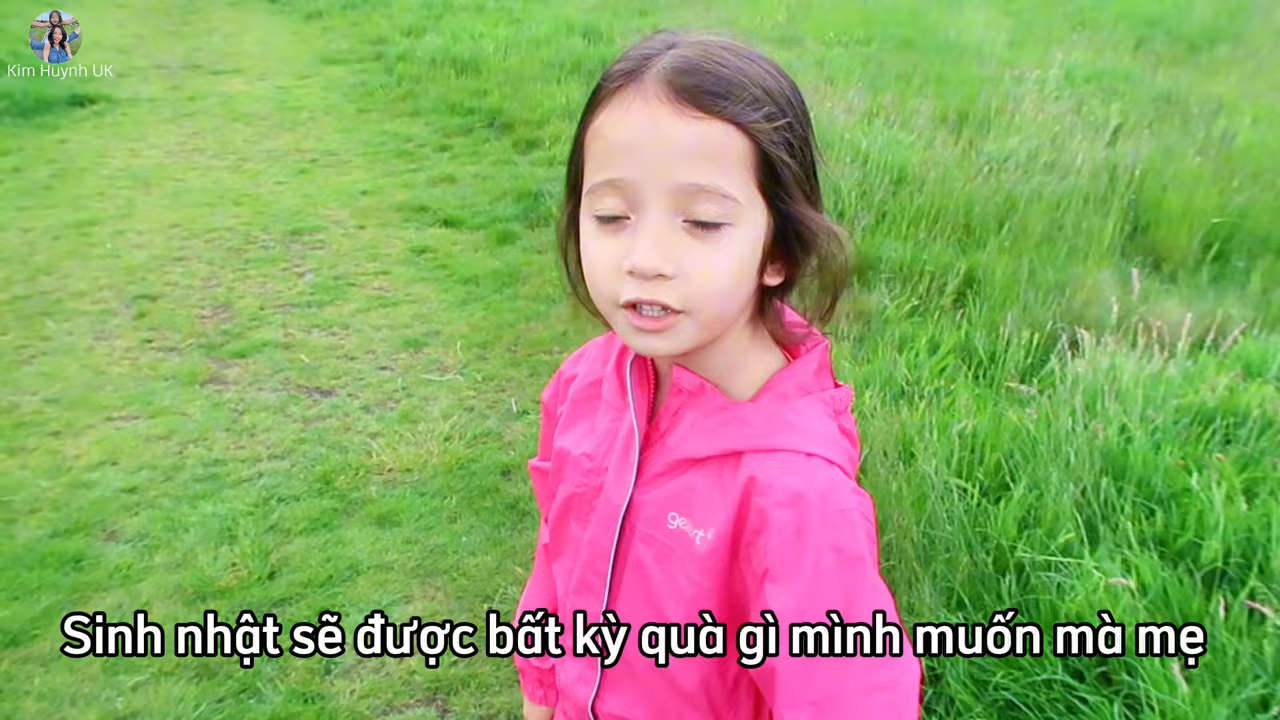 Kim Huynh UK
Sinh nhật sẽ được bất kỳ quà gì mình muốn mà mẹ